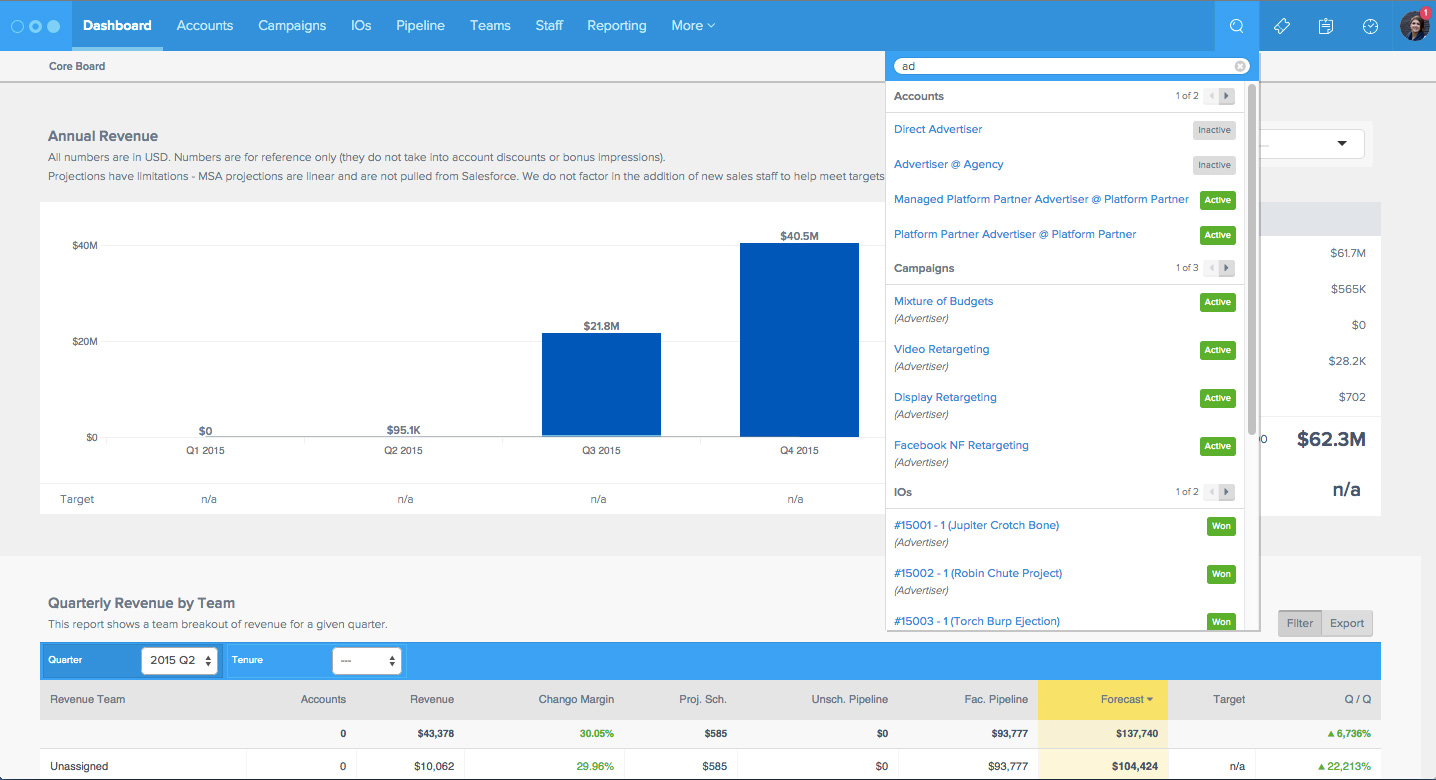 Dashboard Accounts Campaigns IOs Pipeline Teams Staff Reporting More 1
Core Board
ad
Accounts 1 of 2
Direct Advertiser Inactive
Advertiser @ Agency Inactive
Managed Platform Partner Advertiser @ Platform Partner Active
Platform Partner Advertiser @ Platform Partner Active
Campaigns 1 of 3
Mixture of Budgets Active
(Advertiser)
Video Retargeting Active
(Advertiser)
Display Retargeting Active
(Advertiser)
Facebook NF Retargeting Active
(Advertiser)
IOs 1 of 2
#15001 - 1 (Jupiter Crotch Bone) Won
(Advertiser)
#15002 - 1 (Robin Chute Project) Won
(Advertiser)
#15003 - 1 (Torch Burp Ejection) Won
Annual Revenue
All numbers are in USD. Numbers are for reference only (they do not take into account discounts or bonus impressions).
Projections have limitations - MSA projections are linear and are not pulled from Salesforce. We do not factor in the addition of new sales staff to help meet targets
$40M
$20M
$0
$0 $95.1K $21.8M $40.5M
Q1 2015 Q2 2015 Q3 2015 Q4 2015
Target n/a n/a n/a n/a
$61.7M
$565K
$0
$28.2K
$702
$62.3M
n/a
Quarterly Revenue by Team
This report shows a team breakout of revenue for a given quarter.
Filter Export
Quarter 2015 Q2 Tenure ---
Revenue Team Accounts Revenue Chango Margin Proj. Sch. Unsch. Pipeline Fac. Pipeline Forecast Target Q / Q
0 $43,378 30.05% $585 $0 $93,777 $137,740 ▲ 6,736%
Unassigned 0 $10,062 29.96% $585 $0 $93,777 $104,424 n/a ▲ 22,213%